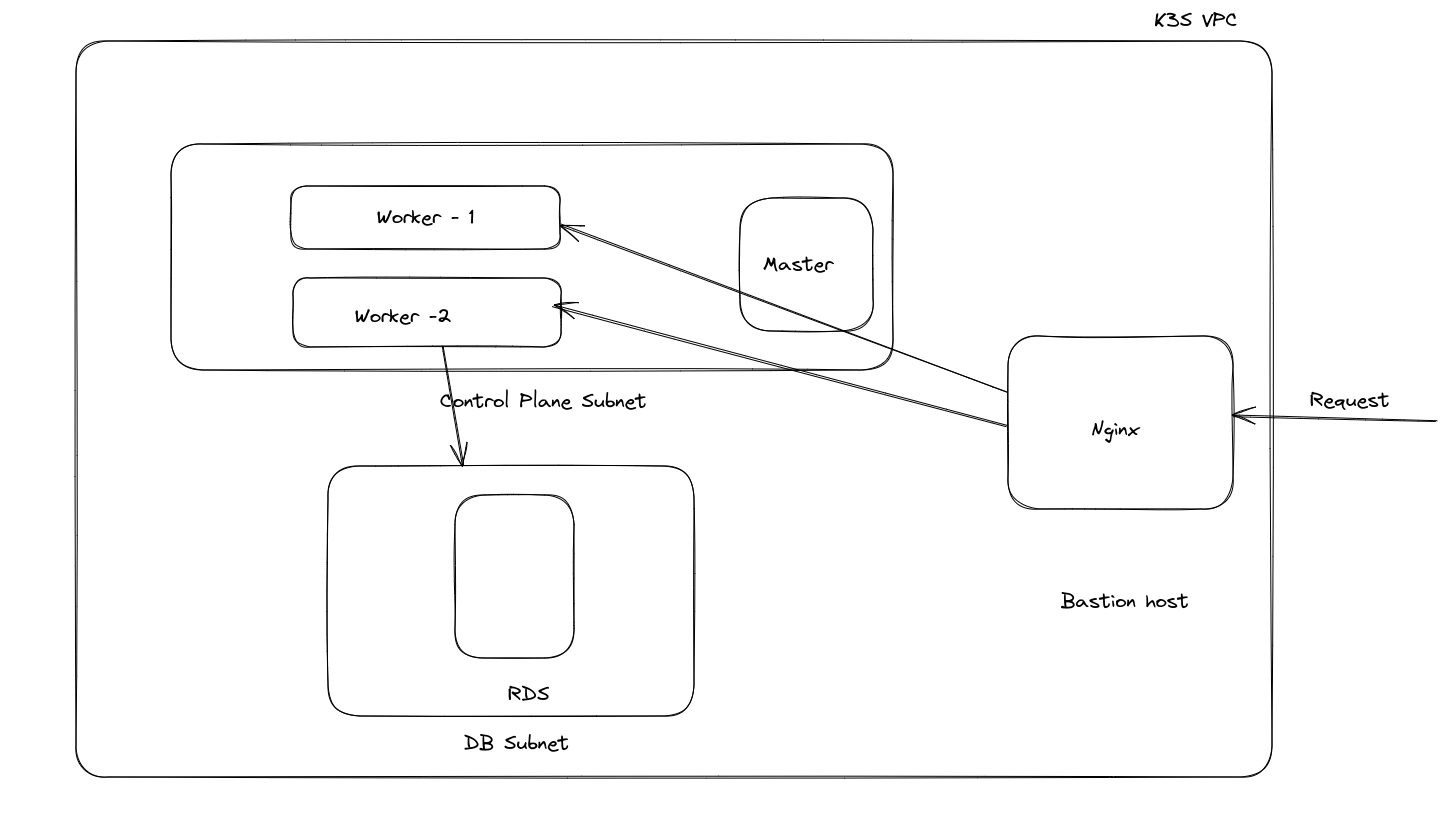 K3S VPC
Worker - 1
Master
Worker -2
Control Plane Subnet
Request
Nginx
Bastion host
RDS
DB Subnet